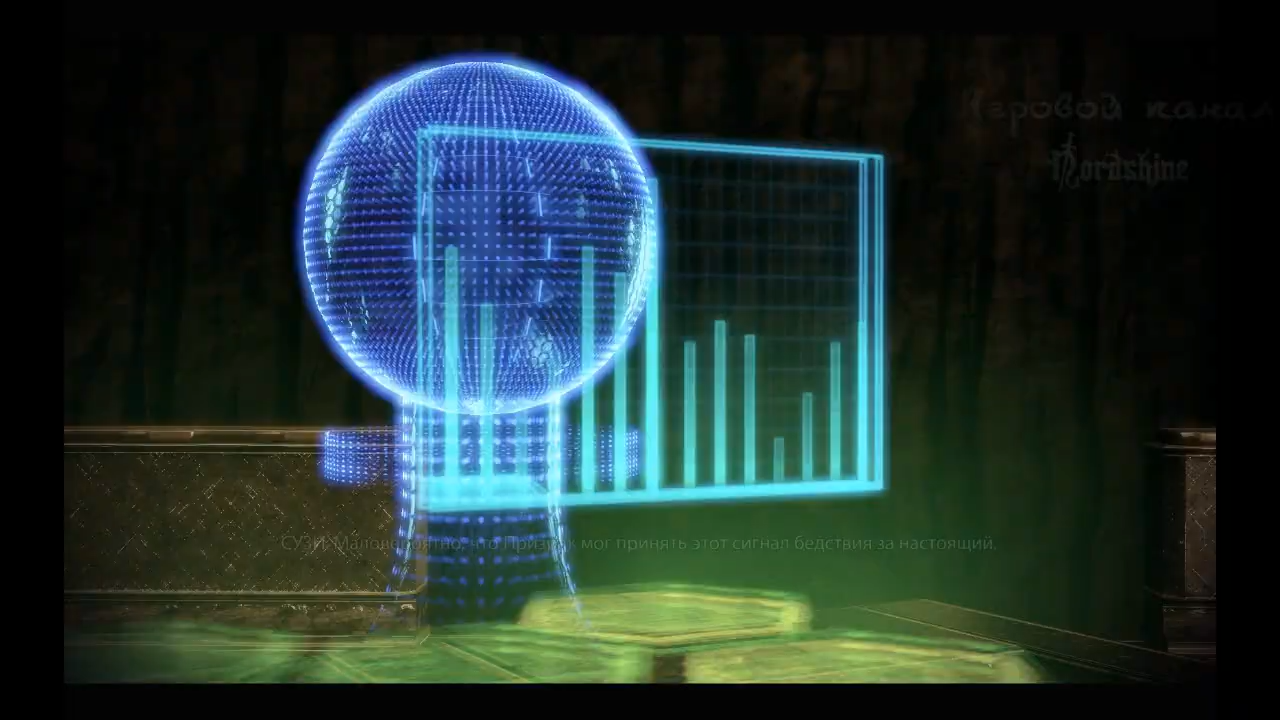 Игровой канал
Nordshine
СУЗИ: Маловероятно, что Призрак мог принять этот сигнал бедствия за настоящий.